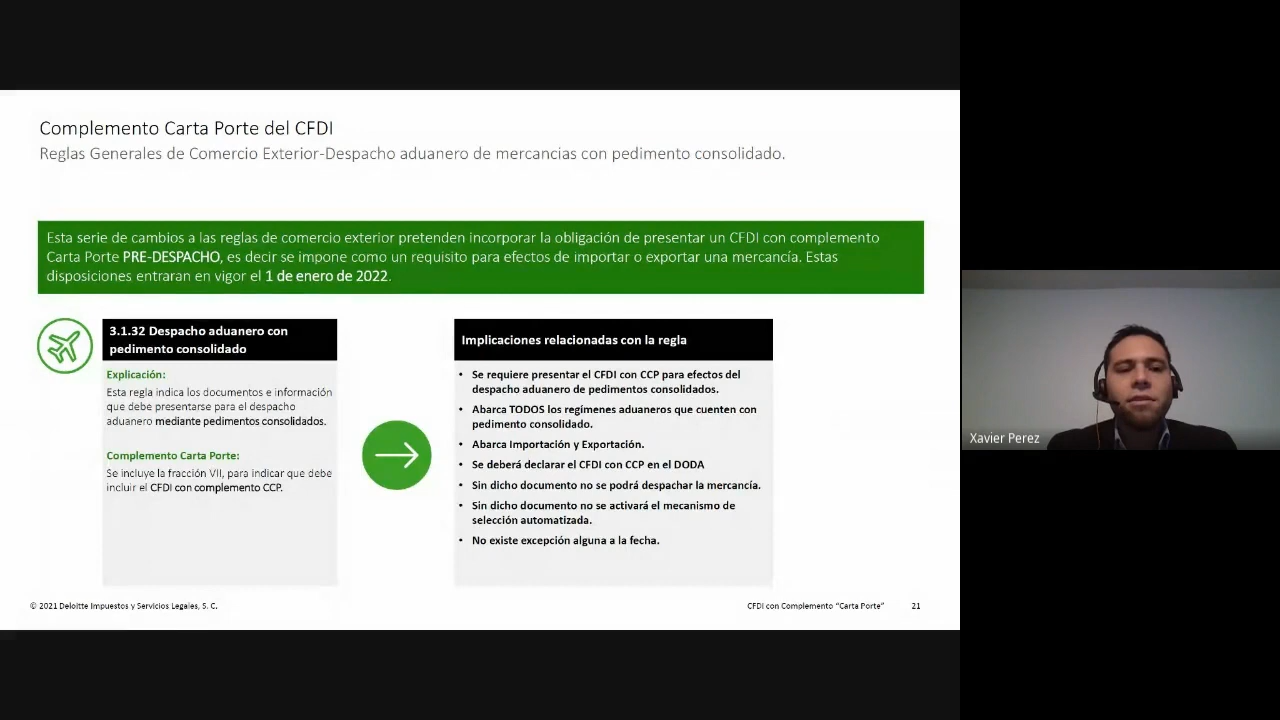 Complemento Carta Porte del CFDI
Reglas Generales de Comercio Exterior-Despacho aduanero de mercancias con pedimento consolidado.
Esta serie de cambios a las reglas de comercio exterior pretenden incorporar la obligación de presentar un CFDI con complemento
Carta Porte PRE-DESPACHO, es decir se impone como un requisito para efectos de importar o exportar una mercancía. Estas
disposiciones entraran en vigor el 1 de enero de 2022.
3.1.32 Despacho aduanero con
pedimento consolidado
Explicación:
Esta regla indica los documentos e información
que debe presentarse para el despacho
aduanero mediante pedimentos consolidados.
Complemento Carta Porte:
Se incluye la fracción VII, para indicar que debe
incluir el CFDI con complemento CCP.
Implicaciones relacionadas con la regla
• Se requiere presentar el CFDI con CCP para efectos del
despacho aduanero de pedimentos consolidados.
• Abarca TODOS los regímenes aduaneros que cuenten con
pedimento consolidado.
• Abarca Importación y Exportación.
• Se deberá declarar el CFDI con CCP en el DODA
• Sin dicho documento no se podrá despachar la mercancía.
• Sin dicho documento no se activará el mecanismo de
selección automatizada.
• No existe excepción alguna a la fecha.
© 2021 Deloitte Impuestos y Servicios Legales, S. C.
CFDI con Complemento “Carta Porte” 21
Xavier Perez